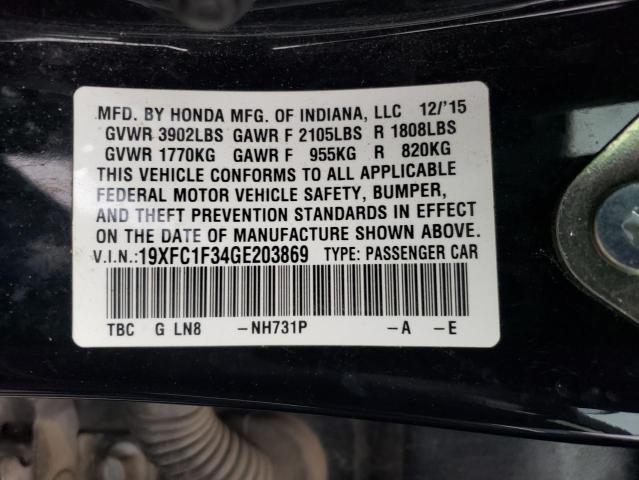 MFD. BY HONDA MFG. OF INDIANA, LLC 12/'15
GVWR 3902LBS GAWR F 2105LBS R 1808LBS
GVWR 1770KG GAWR F 955KG R 820KG
THIS VEHICLE CONFORMS TO ALL APPLICABLE
FEDERAL MOTOR VEHICLE SAFETY, BUMPER,
AND THEFT PREVENTION STANDARDS IN EFFECT
ON THE DATE OF MANUFACTURE SHOWN ABOVE.
V.I.N.:19XFC1F34GE203869 TYPE: PASSENGER CAR
TBC G LN8 -NH731P -A -E